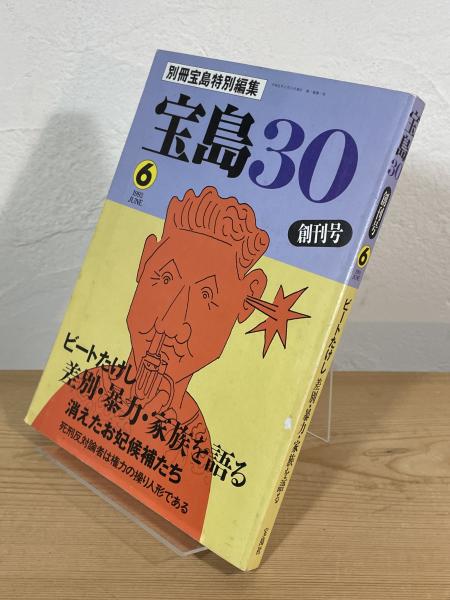 別冊宝島特別編集
宝島30
6
1993
JUNE
創刊号
ビートたけし
差別・暴力・家族を語る
消えたお妃候補たち
死刑反対論者は権力の操り人形である
宝島30
創刊号
6
ビートたけし 差別・暴力・家族を語る
宝島社